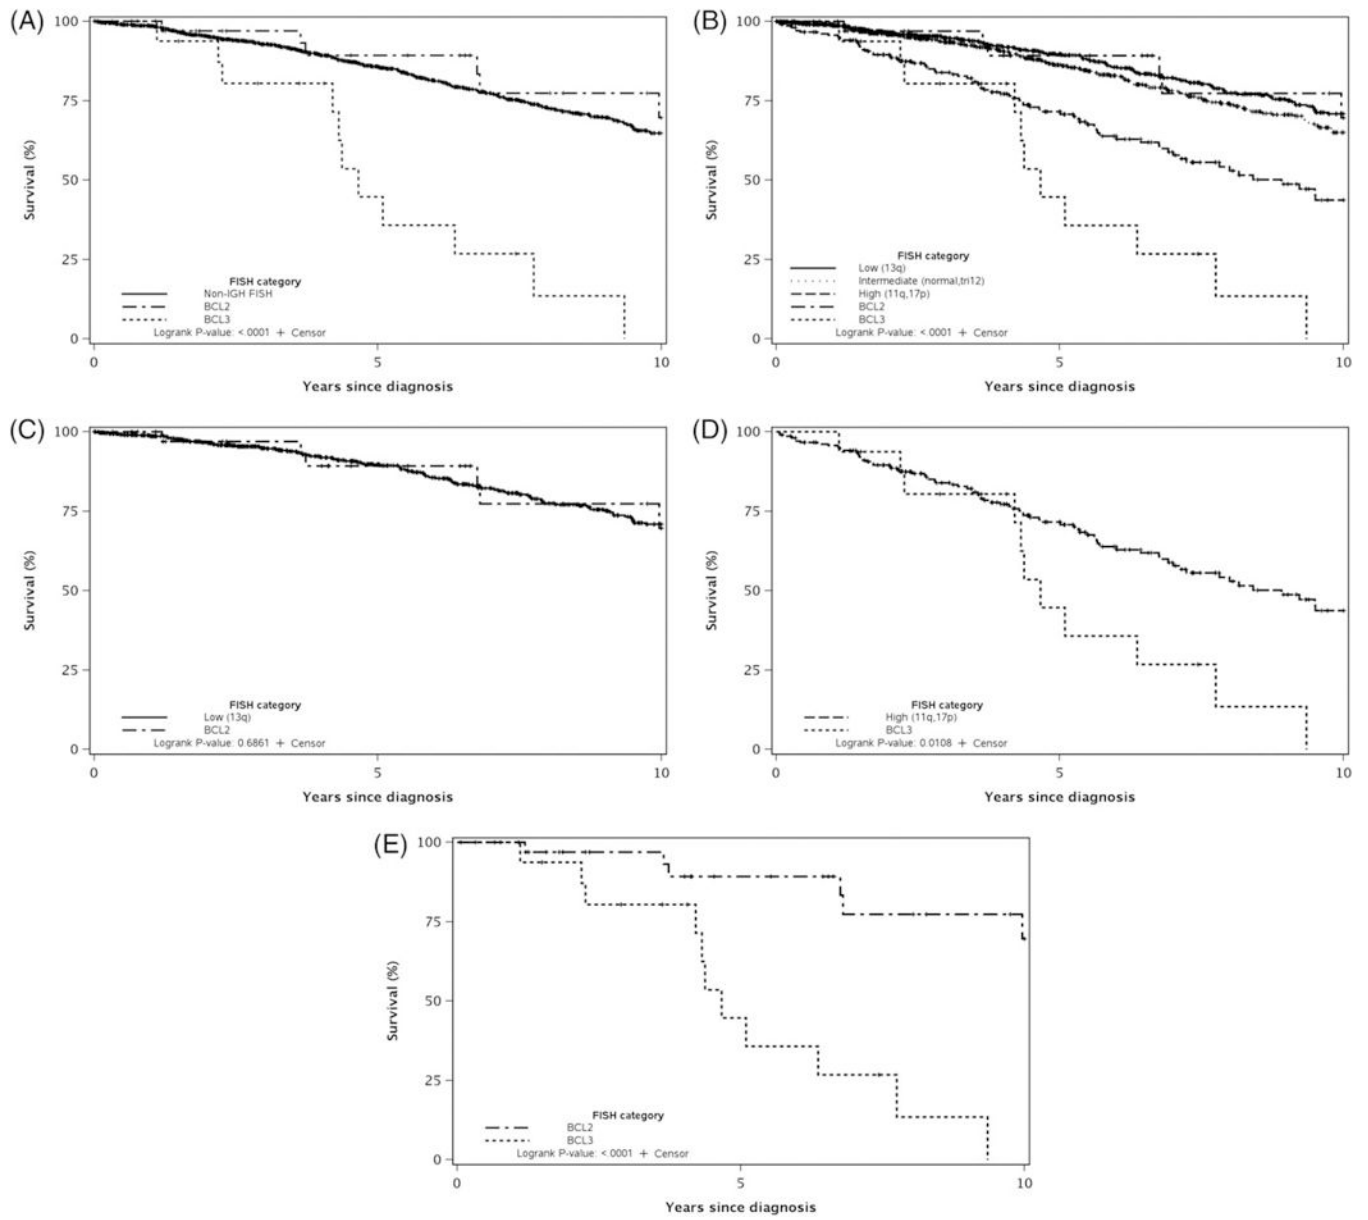 (A)
100
75
50
25
0
Survival (%)
FISH category
Non-IGH FISH
BCL2
BCL3
Logrank P-value: <.0001 + Censor
0 5 10
Years since diagnosis
(B)
100
75
50
25
0
Survival (%)
FISH category
Low (13q)
Intermediate (normal,tri12)
High (11q,17p)
BCL2
BCL3
Logrank P-value: <.0001 + Censor
0 5 10
Years since diagnosis
(C)
100
75
50
25
0
Survival (%)
FISH category
Low (13q)
BCL2
Logrank P-value: 0.6861 + Censor
0 5 10
Years since diagnosis
(D)
100
75
50
25
0
Survival (%)
FISH category
High (11q,17p)
BCL3
Logrank P-value: 0.0108 + Censor
0 5 10
Years since diagnosis
(E)
100
75
50
25
0
Survival (%)
FISH category
BCL2
BCL3
Logrank P-value: <.0001 + Censor
0 5 10
Years since diagnosis